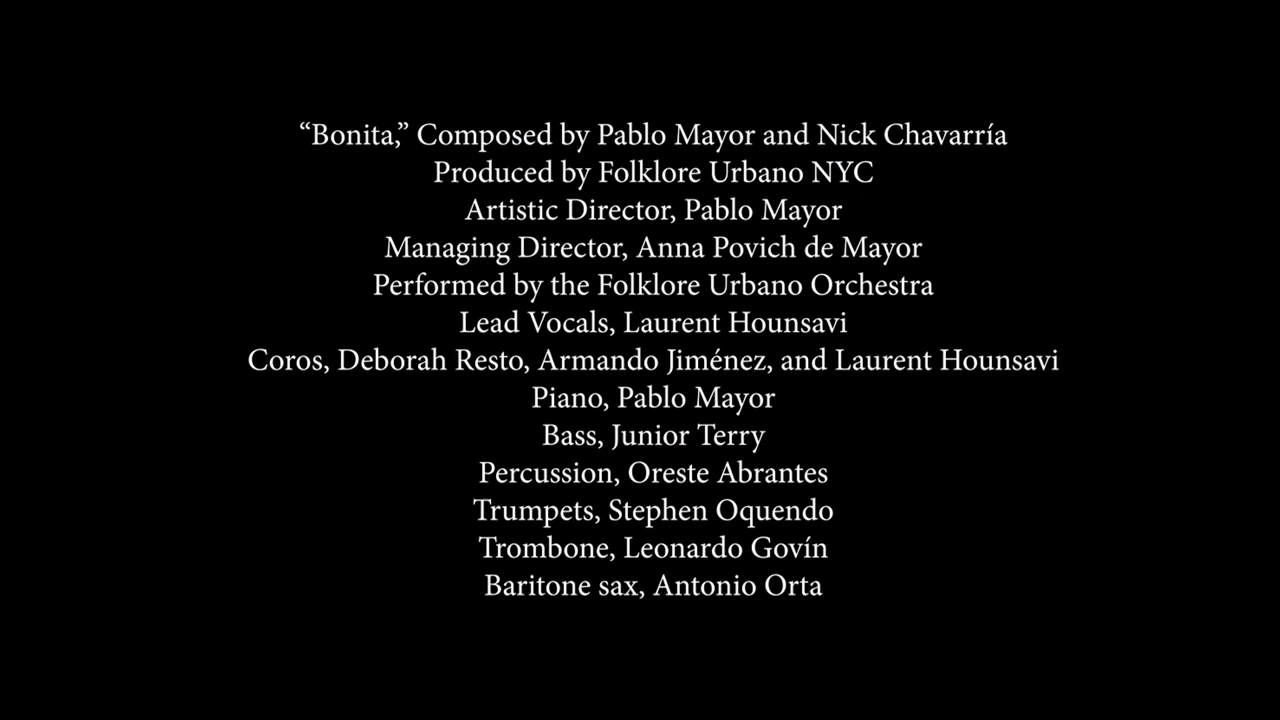 “Bonita,” Composed by Pablo Mayor and Nick Chavarría
Produced by Folklore Urbano NYC
Artistic Director, Pablo Mayor
Managing Director, Anna Povich de Mayor
Performed by the Folklore Urbano Orchestra
Lead Vocals, Laurent Hounsavi
Coros, Deborah Resto, Armando Jiménez, and Laurent Hounsavi
Piano, Pablo Mayor
Bass, Junior Terry
Percussion, Oreste Abrantes
Trumpets, Stephen Oquendo
Trombone, Leonardo Govín
Baritone sax, Antonio Orta